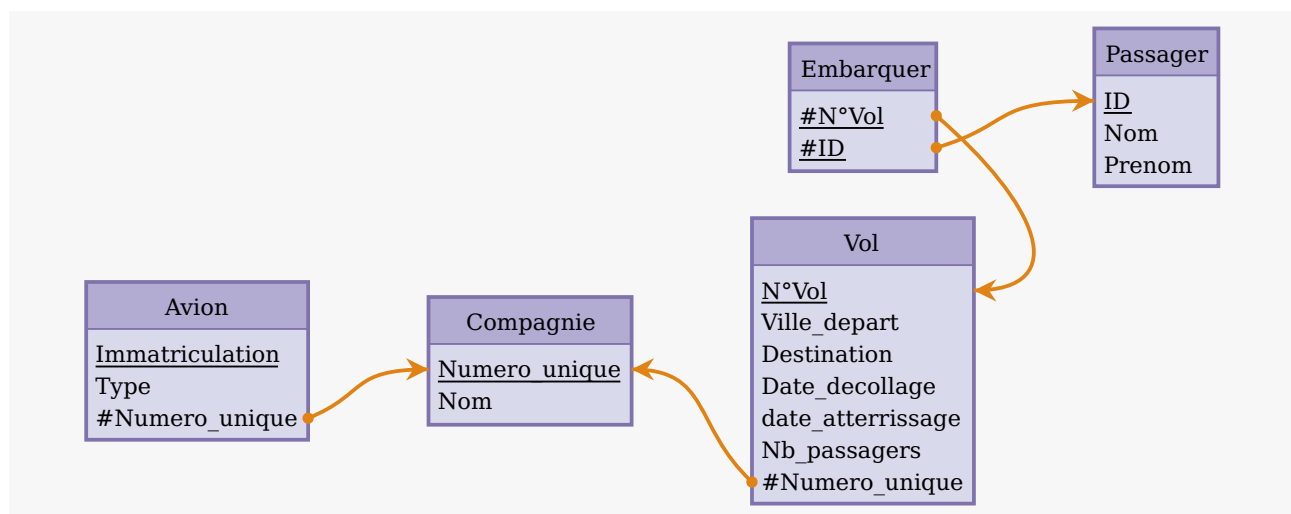 Embarquer
#N°Vol
#ID
Passager
ID
Nom
Prenom
Vol
N°Vol
Ville_depart
Destination
Date_decollage
date_atterrissage
Nb_passagers
#Numero_unique
Avion
Immatriculation
Type
#Numero_unique
Compagnie
Numero_unique
Nom